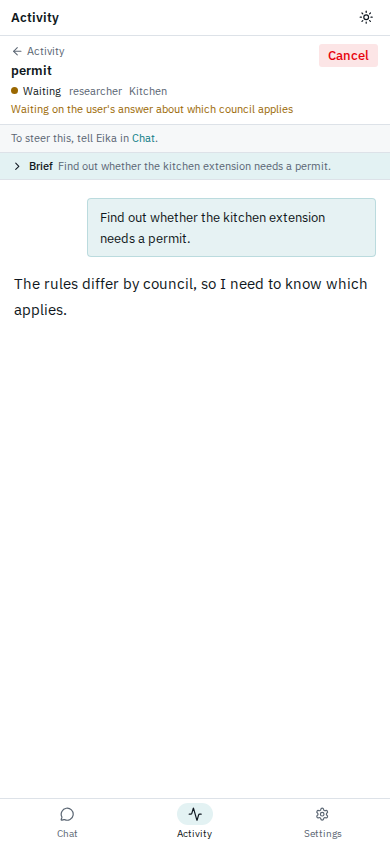 Activity
Activity
permit
Cancel
Waiting researcher Kitchen
Waiting on the user's answer about which council applies
To steer this, tell Eika in Chat.
Brief Find out whether the kitchen extension needs a permit.
Find out whether the kitchen extension
needs a permit.
The rules differ by council, so I need to know which
applies.
Chat
Activity
Settings